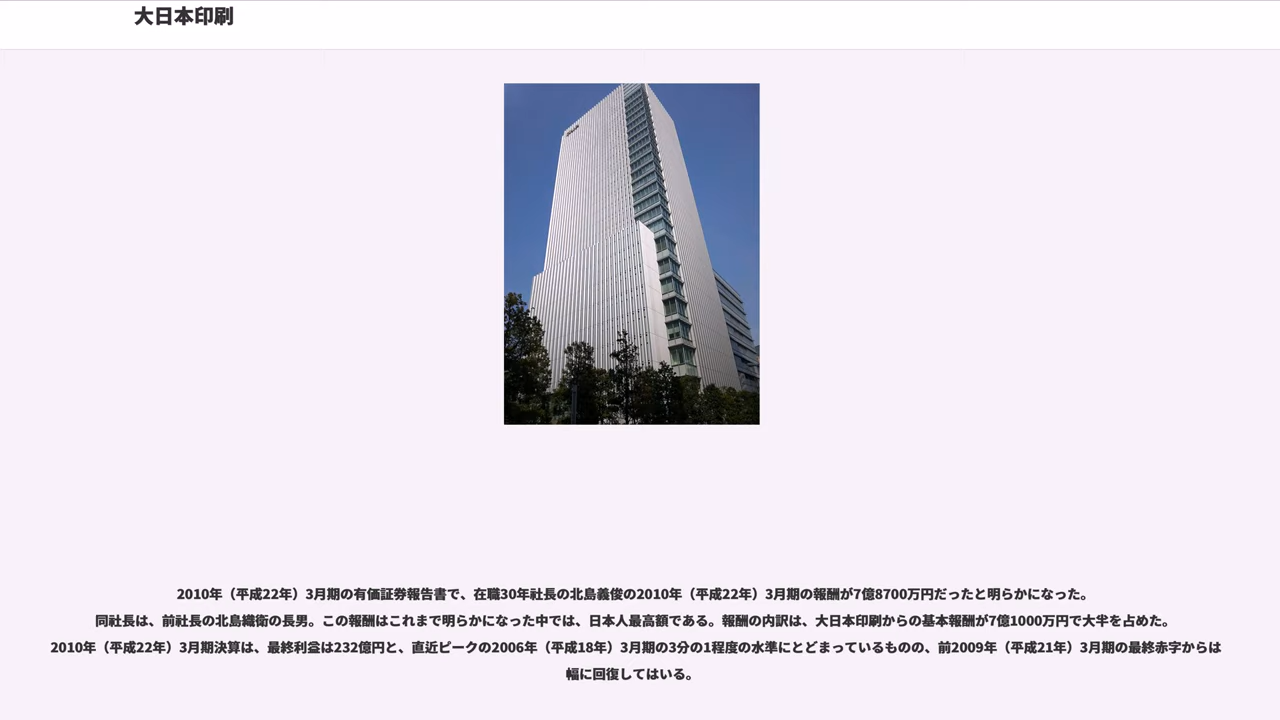 大日本印刷
2010年（平成22年）3月期の有価証券報告書で、在職30年社長の北島義俊の2010年（平成22年）3月期の報酬が7億8700万円だったと明らかになった。
同社長は、前社長の北島織衛の長男。この報酬はこれまで明らかになった中では、日本人最高額である。報酬の内訳は、大日本印刷からの基本報酬が7億1000万円で大半を占めた。
2010年（平成22年）3月期決算は、最終利益は232億円と、直近ピークの2006年（平成18年）3月期の3分の1程度の水準にとどまっているものの、前2009年（平成21年）3月期の最終赤字からは
幅に回復してはいる。